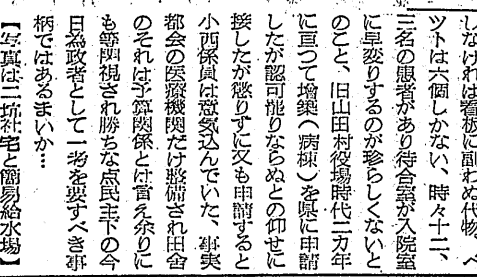 しなければ看板に副わぬ代物、ベ
ツトは六個しかない、時々十二、
三名の患者があり待合室が入院室
に早変りするのが珍らしくないと
のこと、旧山田村役場時代二カ年
に亘つて増築（病棟）を県に申請
したが認可罷りならぬとの仰せに
接したが懲りずに又も申請すると
小西係員は意気込んでいた、事実
都会の医療機関だけ整備され田舎
のそれは予算関係とは言え余りに
も等閑視され勝ちな点民主下の今
日為政者として一考を要すべき事
柄ではあるまいか…
【写真は二坑社宅と簡易給水場】